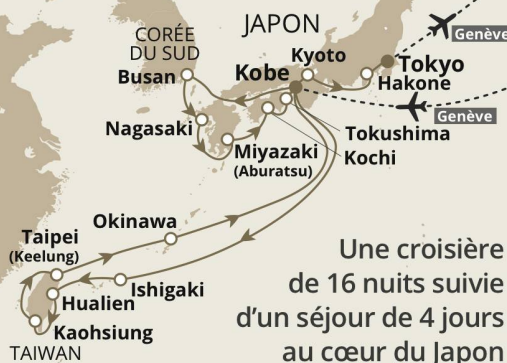 JAPON
CORÉE
DU SUD
Genève
Kyoto
Tokyo
Busan
Kobe
Hakone
Genève
Nagasaki
Tokushima
Miyazaki
(Aburatsu)
Kochi
Okinawa
Taipei
(Keelung)
Ishigaki
Hualien
Kaohsiung
TAIWAN
Une croisière
de 16 nuits suivie
d'un séjour de 4 jours
au cœur du Japon